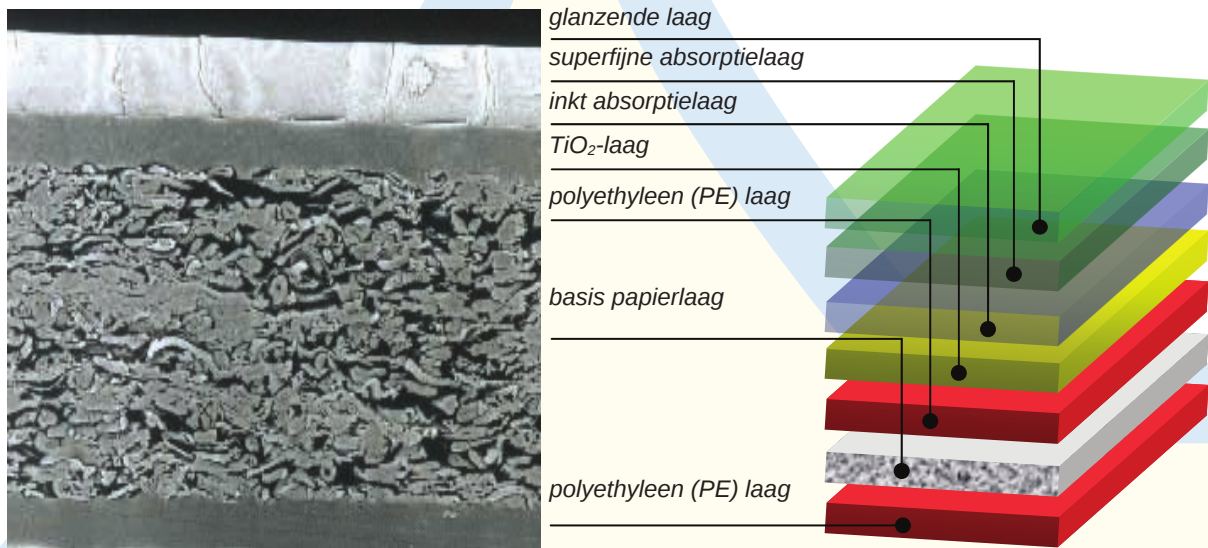 glanzende laag
superfijne absorptielaag
inkt absorptielaag
TiO₂-laag
polyethyleen (PE) laag
basis papierlaag
polyethyleen (PE) laag